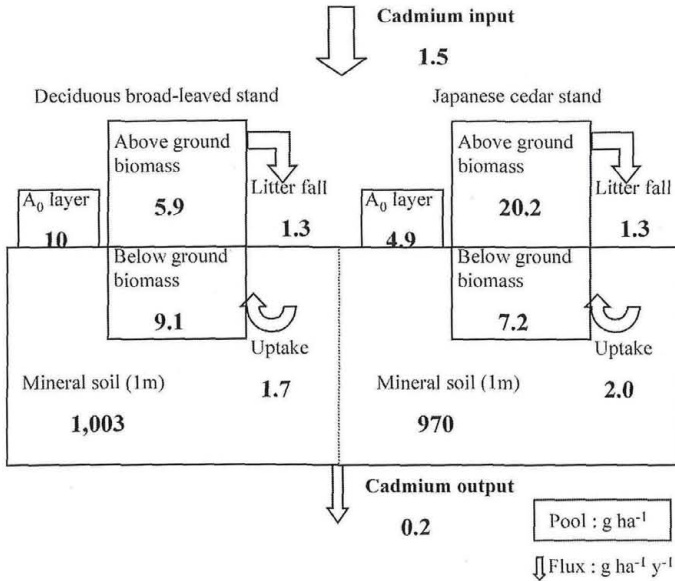 Cadmium input
1.5
Deciduous broad-leaved stand
Japanese cedar stand
Above ground
biomass
5.9
Litter fall
1.3
A₀ layer
10
Below ground
biomass
9.1
Uptake
1.7
Mineral soil (1m)
1,003
Above ground
biomass
20.2
Litter fall
1.3
A₀ layer
4.9
Below ground
biomass
7.2
Uptake
2.0
Mineral soil (1m)
970
Cadmium output
0.2
Pool : g ha⁻¹
Flux : g ha⁻¹ y⁻¹